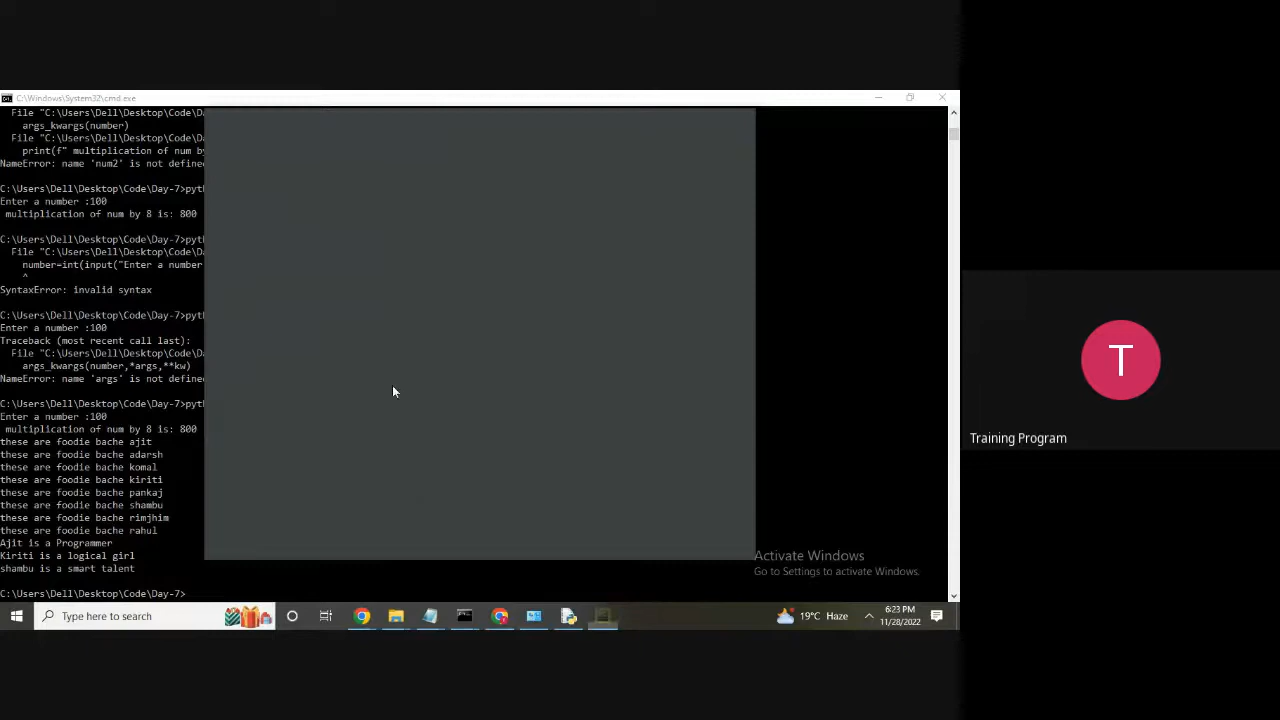 C:\Windows\System32\cmd.exe
File "C:\Users\Dell\Desktop\Code\Da
args_kwargs(number)
File "C:\Users\Dell\Desktop\Code\Da
print(f" multiplication of num by
NameError: name 'num2' is not define
C:\Users\Dell\Desktop\Code\Day-7>pyth
Enter a number :100
multiplication of num by 8 is: 800
C:\Users\Dell\Desktop\Code\Day-7>pyth
File "C:\Users\Dell\Desktop\Code\Da
number=int(input("Enter a number
^
SyntaxError: invalid syntax
C:\Users\Dell\Desktop\Code\Day-7>pyth
Enter a number :100
Traceback (most recent call last):
File "C:\Users\Dell\Desktop\Code\Da
args_kwargs(number,*args,**kw)
NameError: name 'args' is not define
C:\Users\Dell\Desktop\Code\Day-7>pyth
Enter a number :100
multiplication of num by 8 is: 800
these are foodie bache ajit
these are foodie bache adarsh
these are foodie bache komal
these are foodie bache kiriti
these are foodie bache pankaj
these are foodie bache shambu
these are foodie bache rimjhim
these are foodie bache rahul
Ajit is a Programmer
Kiriti is a logical girl
shambu is a smart talent
C:\Users\Dell\Desktop\Code\Day-7>
Activate Windows
Go to Settings to activate Windows.
Type here to search
19°C Haze
6:23 PM
11/28/2022
T
Training Program